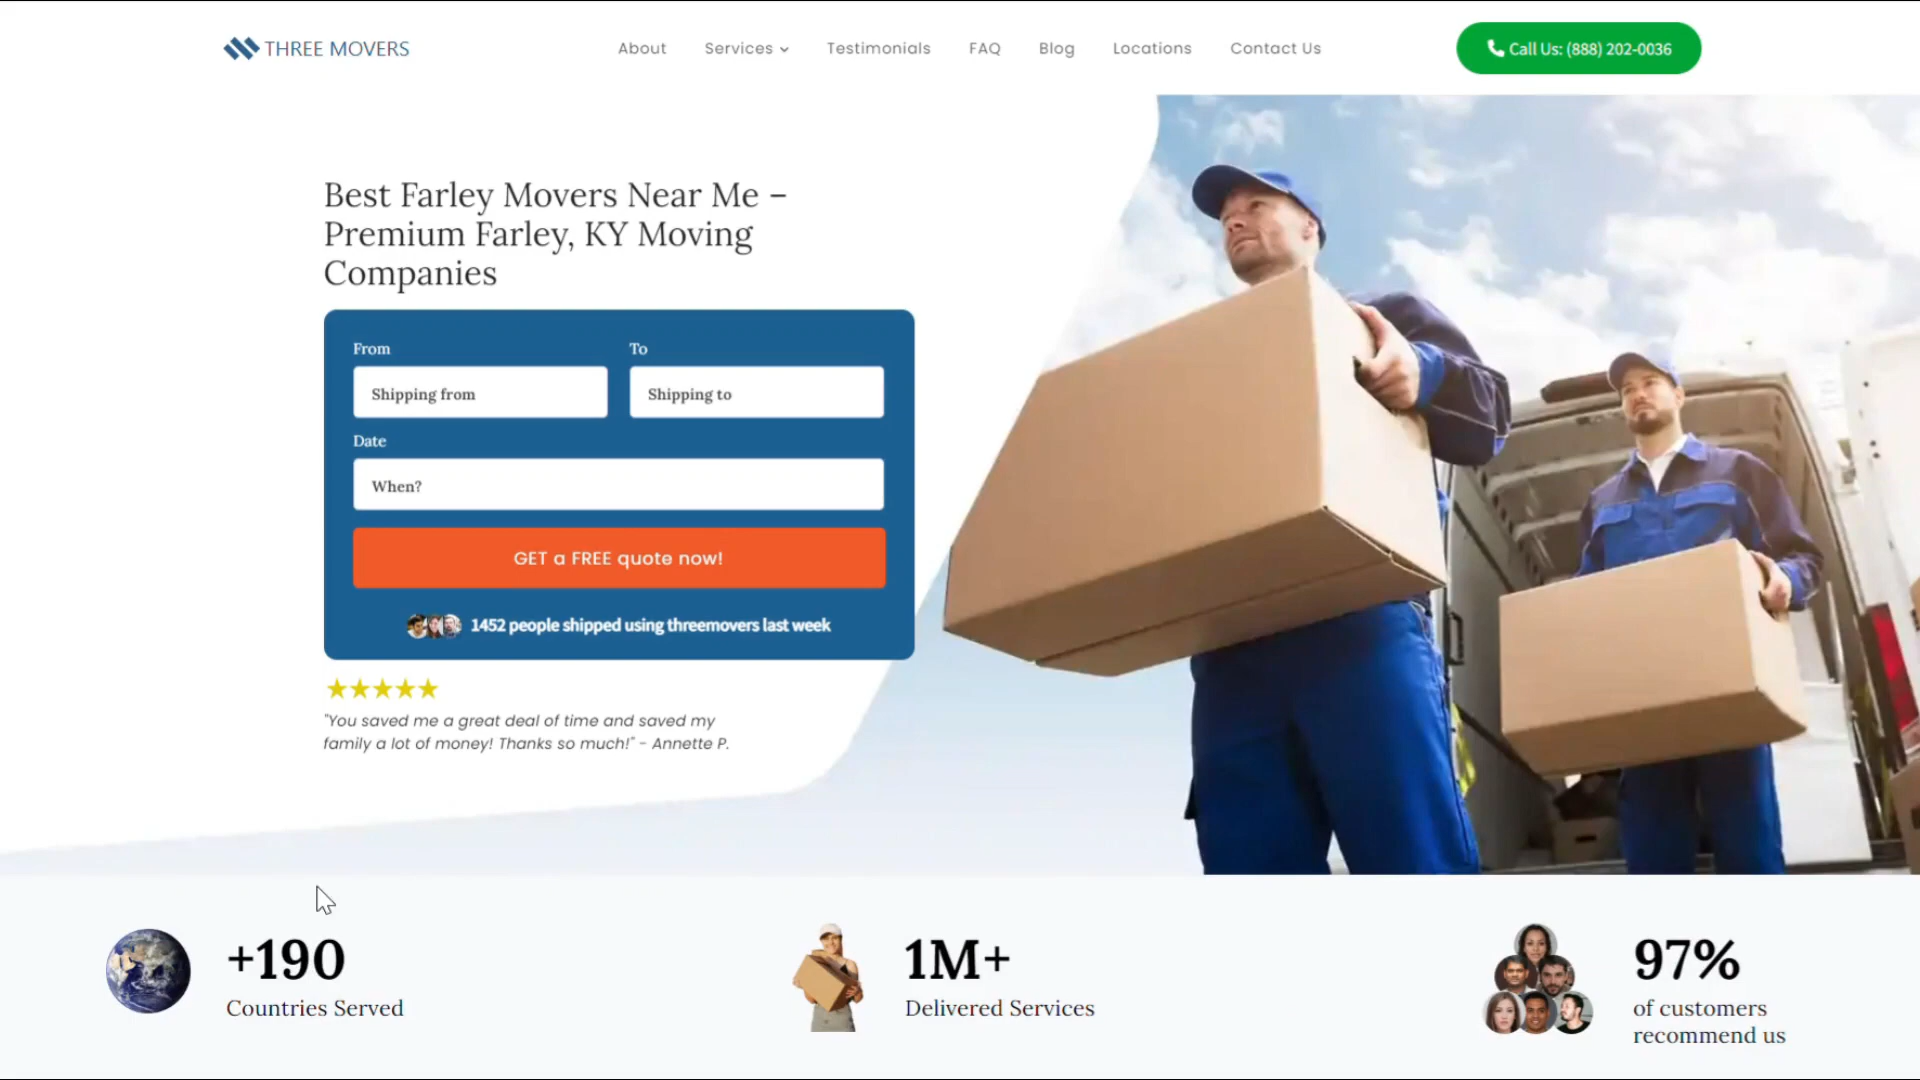 THREE MOVERS
About
Services
Testimonials
FAQ
Blog
Locations
Contact Us
Call Us: (888) 202-0036
Best Farley Movers Near Me –
Premium Farley, KY Moving
Companies
From
To
Shipping from
Shipping to
Date
When?
GET a FREE quote now!
1452 people shipped using threemovers last week
"You saved me a great deal of time and saved my
family a lot of money! Thanks so much!" - Annette P.
+190
Countries Served
1M+
Delivered Services
97%
of customers
recommend us